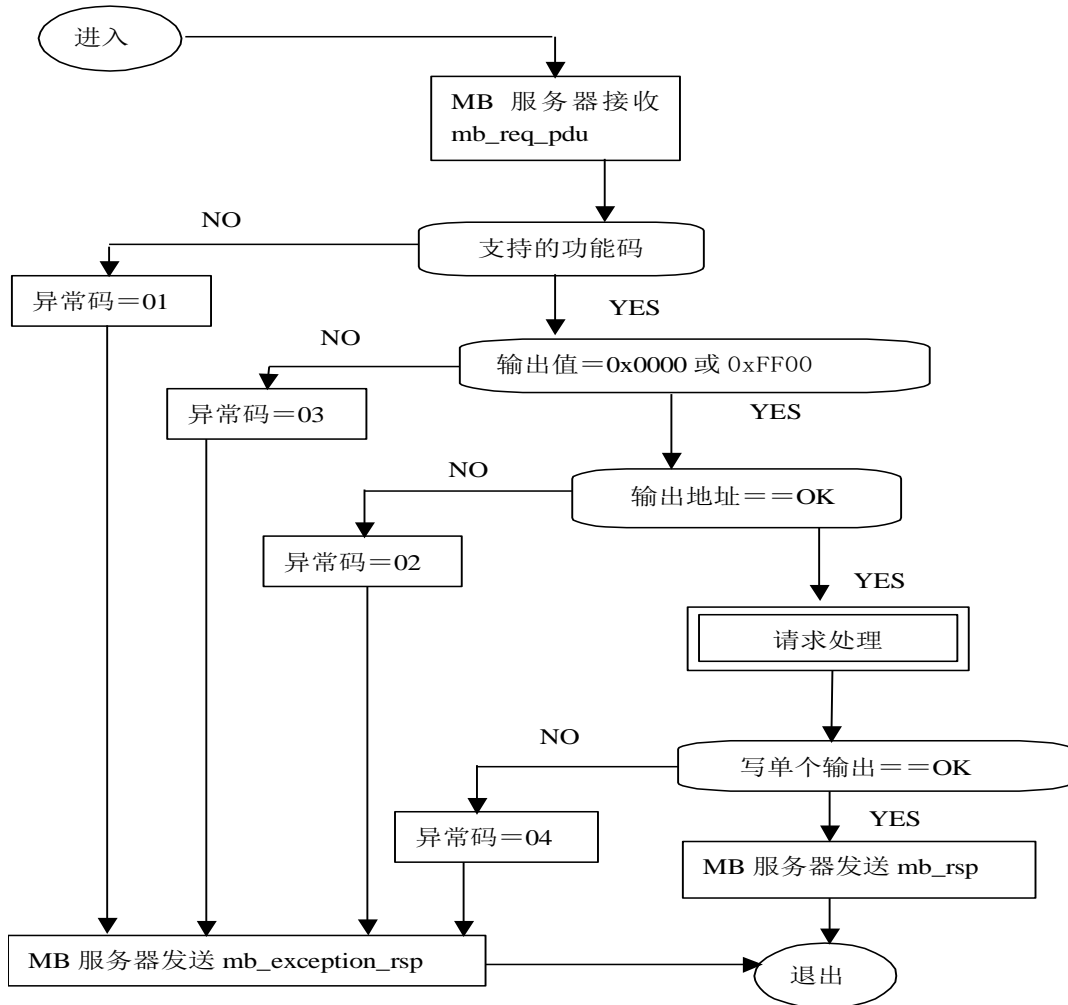 进入
MB 服务器接收
mb_req_pdu
NO
支持的功能码
异常码＝01
YES
NO
输出值＝0x0000 或 0xFF00
异常码＝03
YES
NO
输出地址＝＝OK
异常码＝02
YES
请求处理
NO
写单个输出＝＝OK
异常码＝04
YES
MB 服务器发送 mb_rsp
MB 服务器发送 mb_exception_rsp
退出